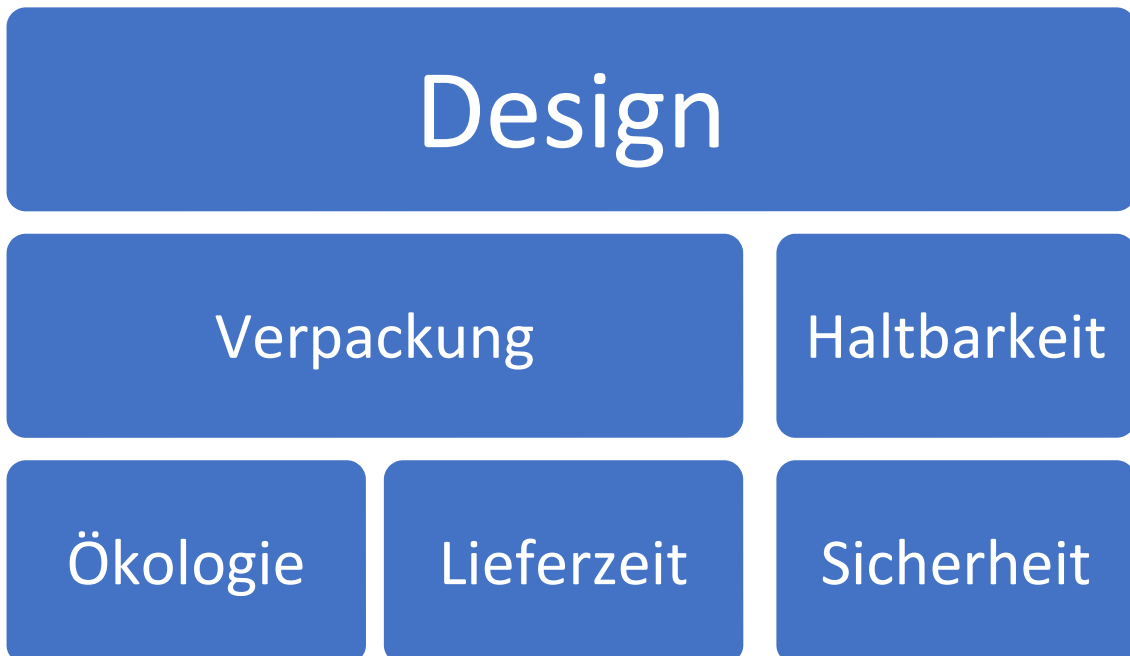 Design
Verpackung
Haltbarkeit
Ökologie
Lieferzeit
Sicherheit